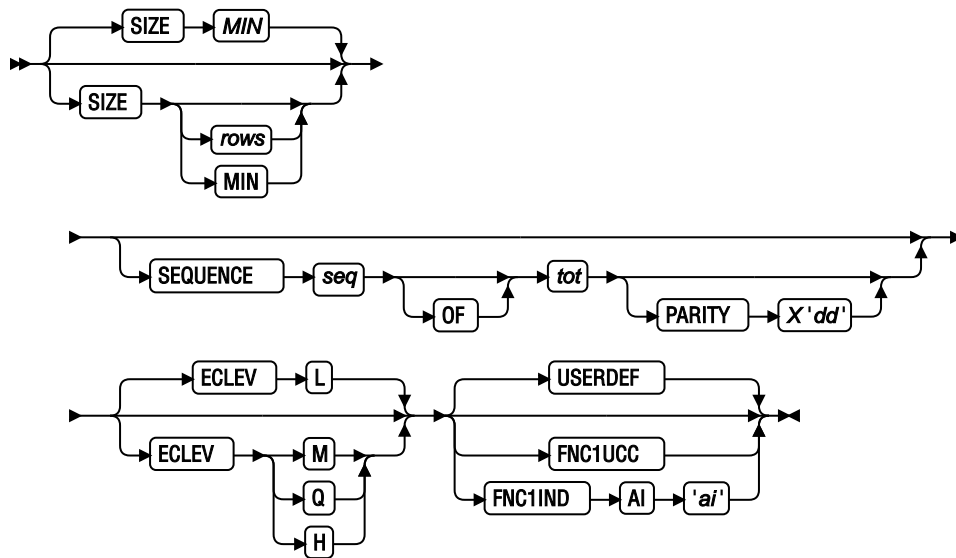 SIZE MIN
SIZE
rows
MIN
SEQUENCE seq tot
OF PARITY X'dd'
ECLEV L USERDEF
ECLEV M FNC1UCC
Q FNC1IND AI 'ai'
H